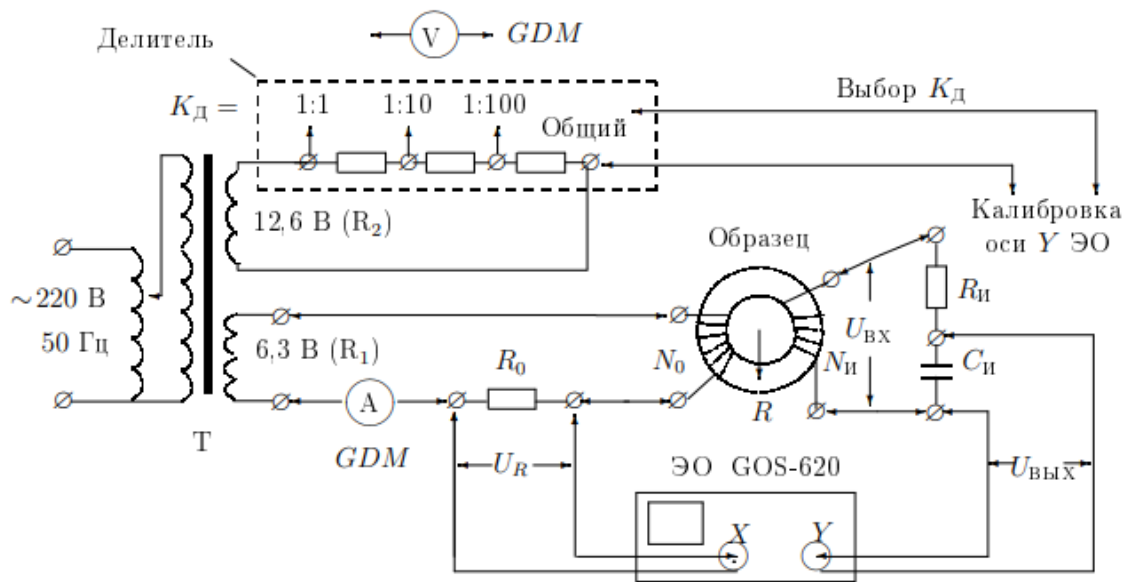 Делитель
V
GDM
K_Д =
1:1
1:10
1:100
Общий
Выбор K_Д
12,6 В (R₂)
Калибровка
оси Y ЭО
Образец
~220 В
50 Гц
6,3 В (R₁)
R₀
N₀
N_И
U_ВХ
R_И
C_И
A
R
T
GDM
U_R
ЭО GOS-620
U_ВЫХ
X
Y